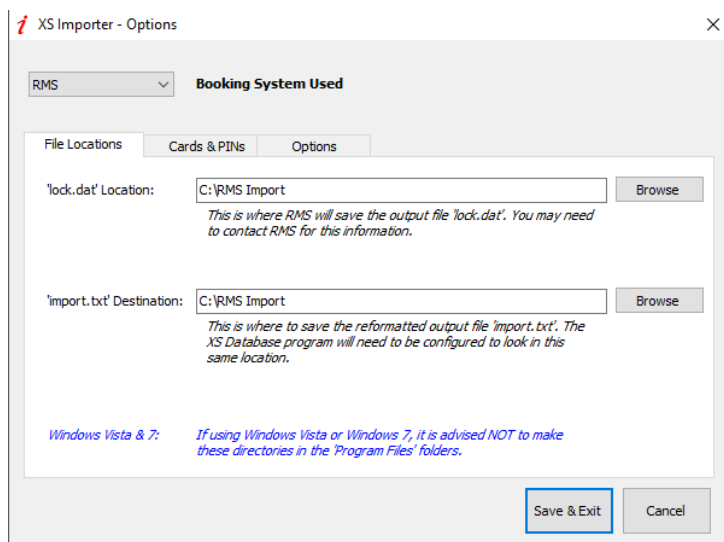 XS Importer - Options
RMS
Booking System Used
File Locations
Cards & PINs
Options
'lock.dat' Location:
C:\RMS Import
Browse
This is where RMS will save the output file 'lock.dat'. You may need
to contact RMS for this information.
'import.txt' Destination:
C:\RMS Import
Browse
This is where to save the reformatted output file 'import.txt'. The
XS Database program will need to be configured to look in this
same location.
Windows Vista & 7:
If using Windows Vista or Windows 7, it is advised NOT to make
these directories in the 'Program Files' folders.
Save & Exit
Cancel